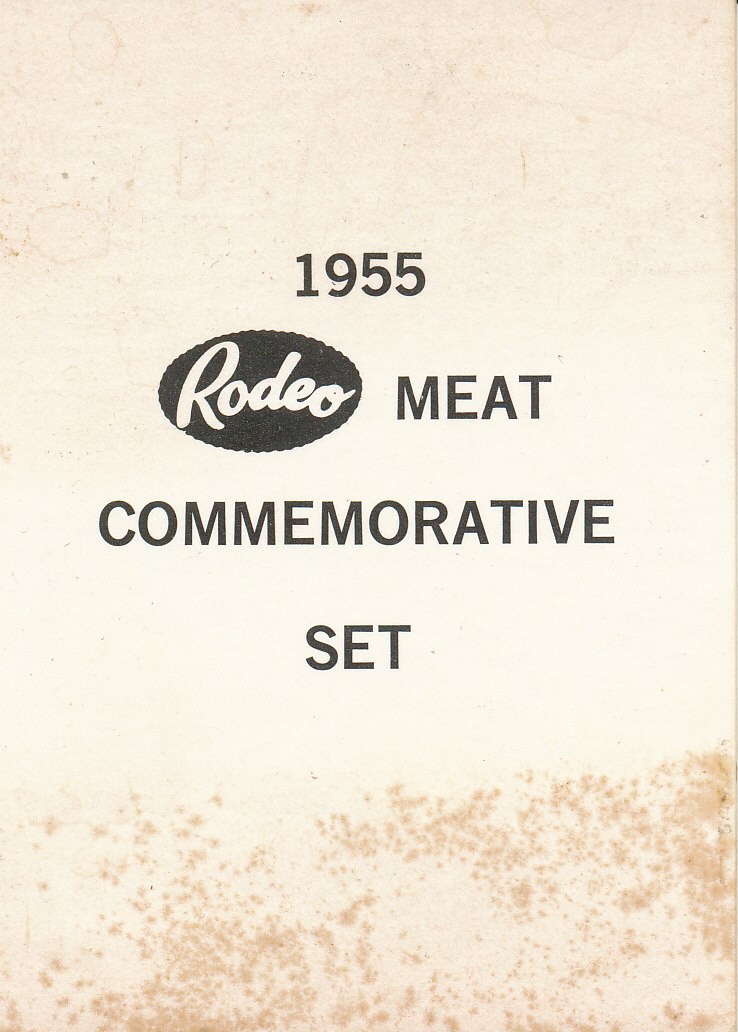 1955
Rodeo MEAT
COMMEMORATIVE
SET